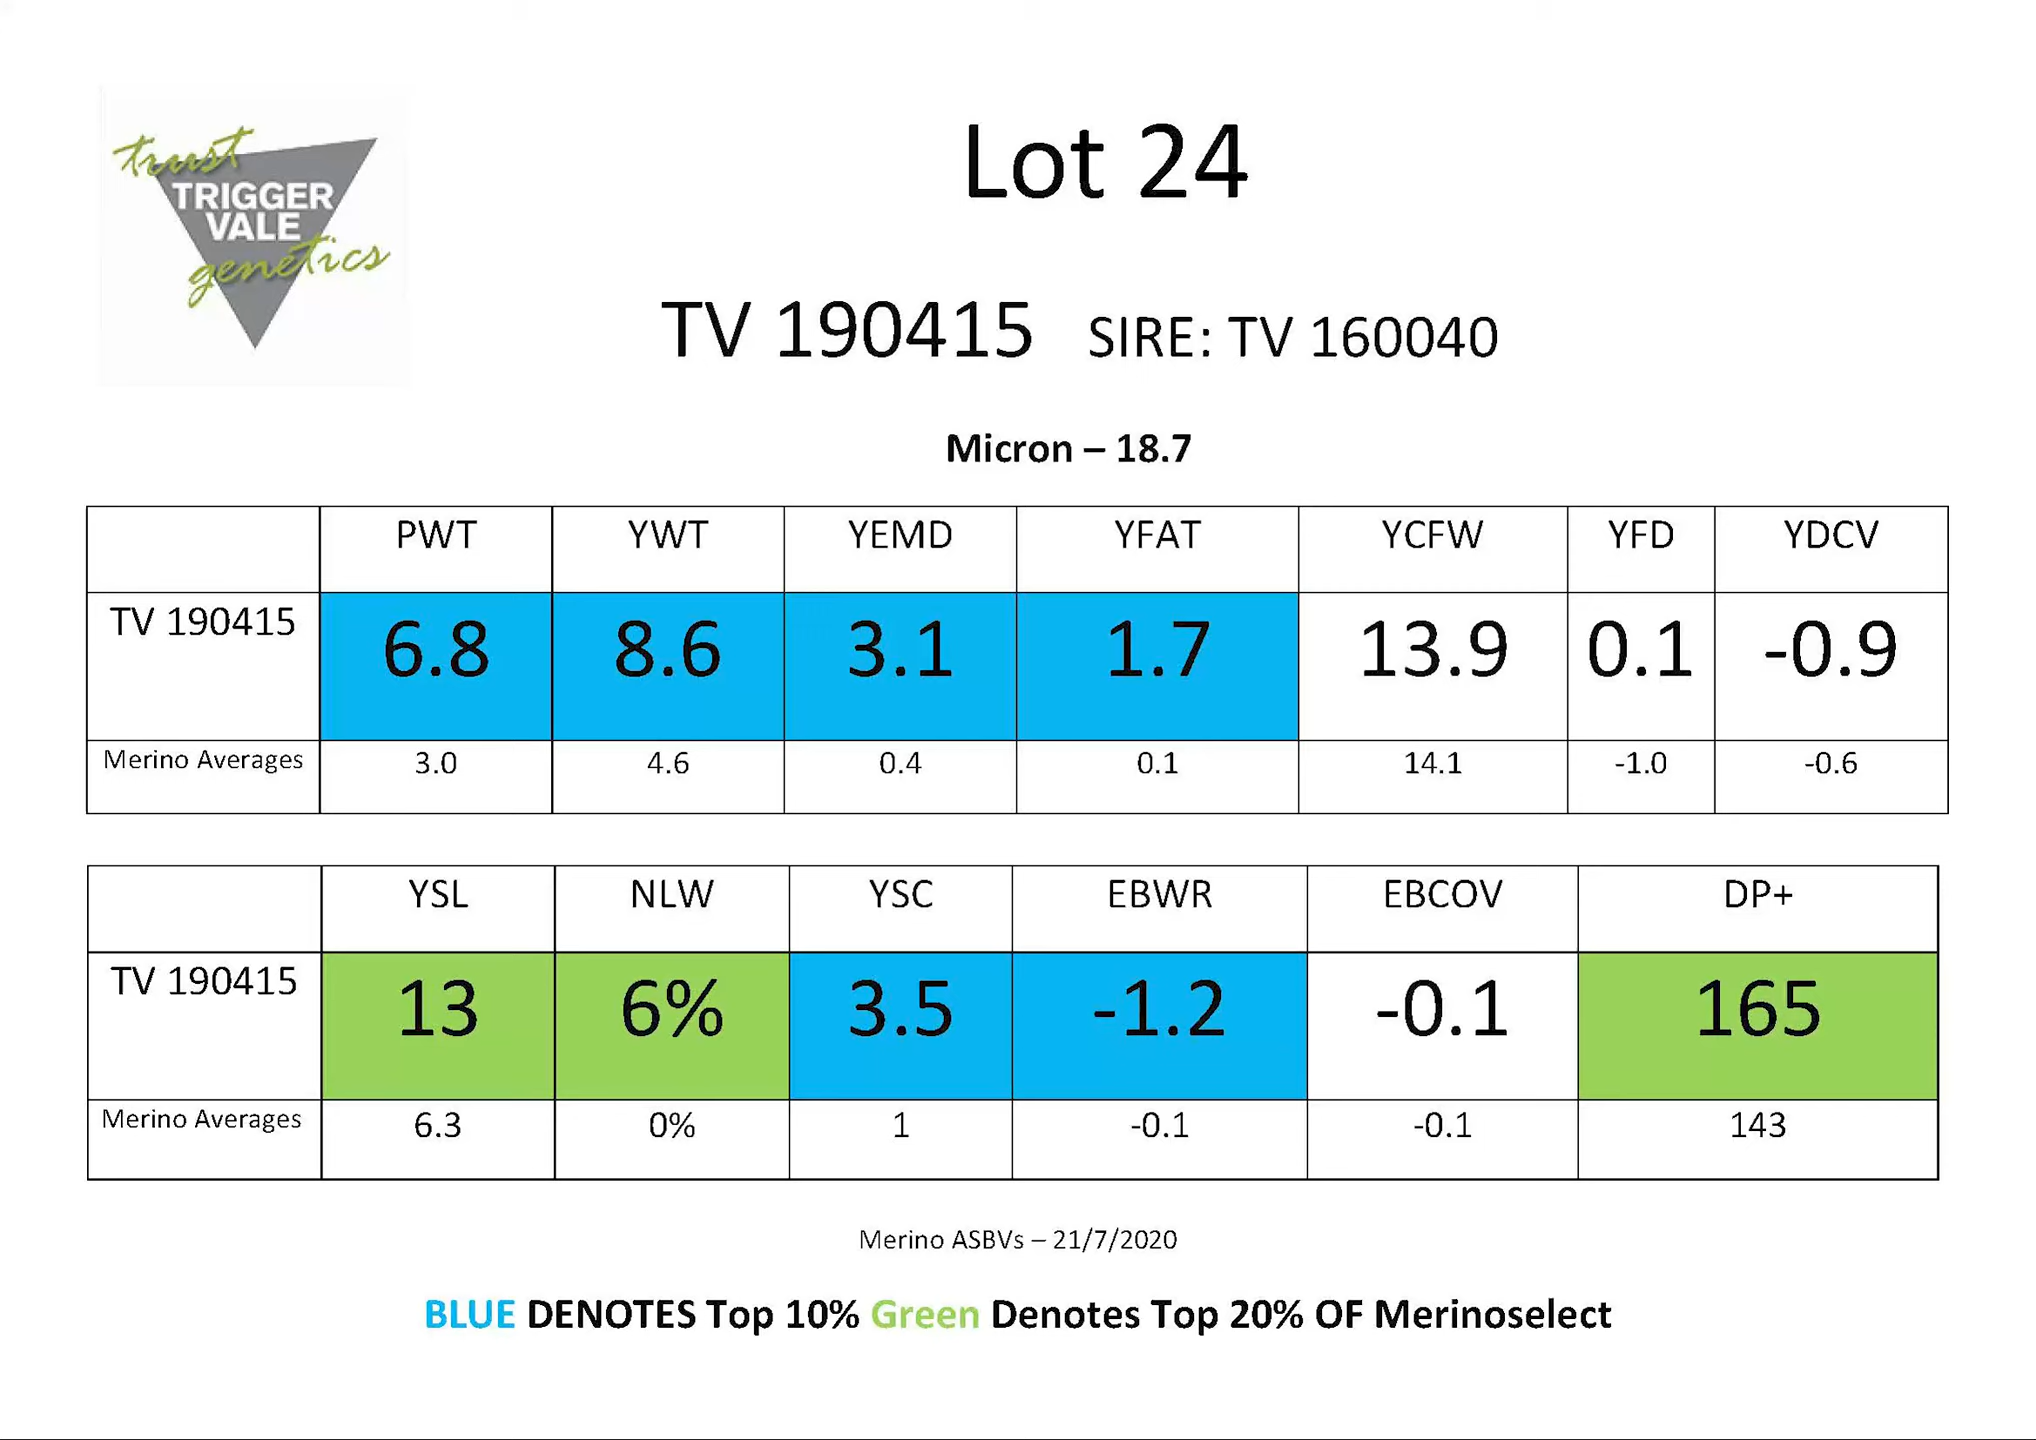 trust
TRIGGER
VALE
genetics
Lot 24
TV 190415 SIRE: TV 160040
Micron – 18.7
PWT YWT YEMD YFAT YCFW YFD YDCV
TV 190415 6.8 8.6 3.1 1.7 13.9 0.1 -0.9
Merino Averages 3.0 4.6 0.4 0.1 14.1 -1.0 -0.6
YSL NLW YSC EBWR EBCOV DP+
TV 190415 13 6% 3.5 -1.2 -0.1 165
Merino Averages 6.3 0% 1 -0.1 -0.1 143
Merino ASBVs – 21/7/2020
BLUE DENOTES Top 10% Green Denotes Top 20% OF Merinoselect